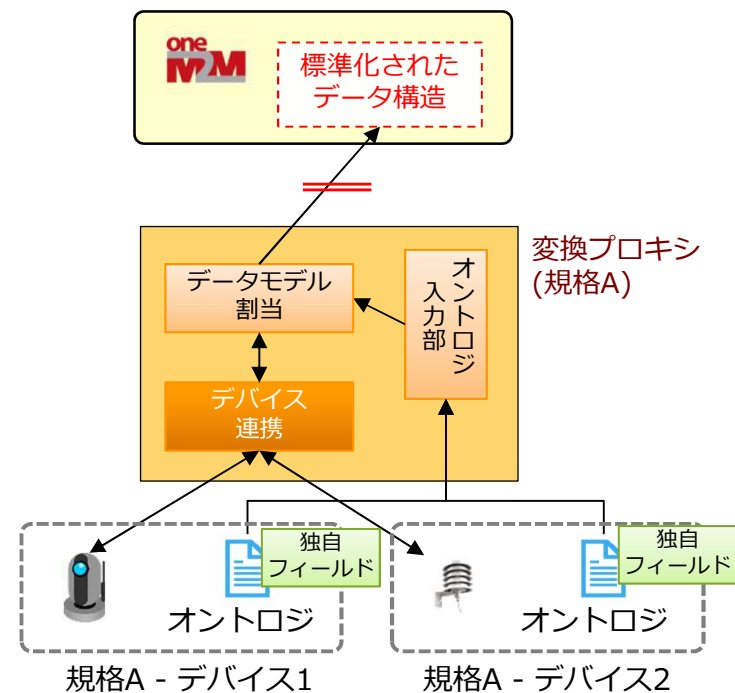 one
M2M
標準化された
データ構造
変換プロキシ
(規格A)
データモデル
割当
オントロジ
入力部
デバイス
連携
独自
フィールド
オントロジ
独自
フィールド
オントロジ
規格A - デバイス1
規格A - デバイス2